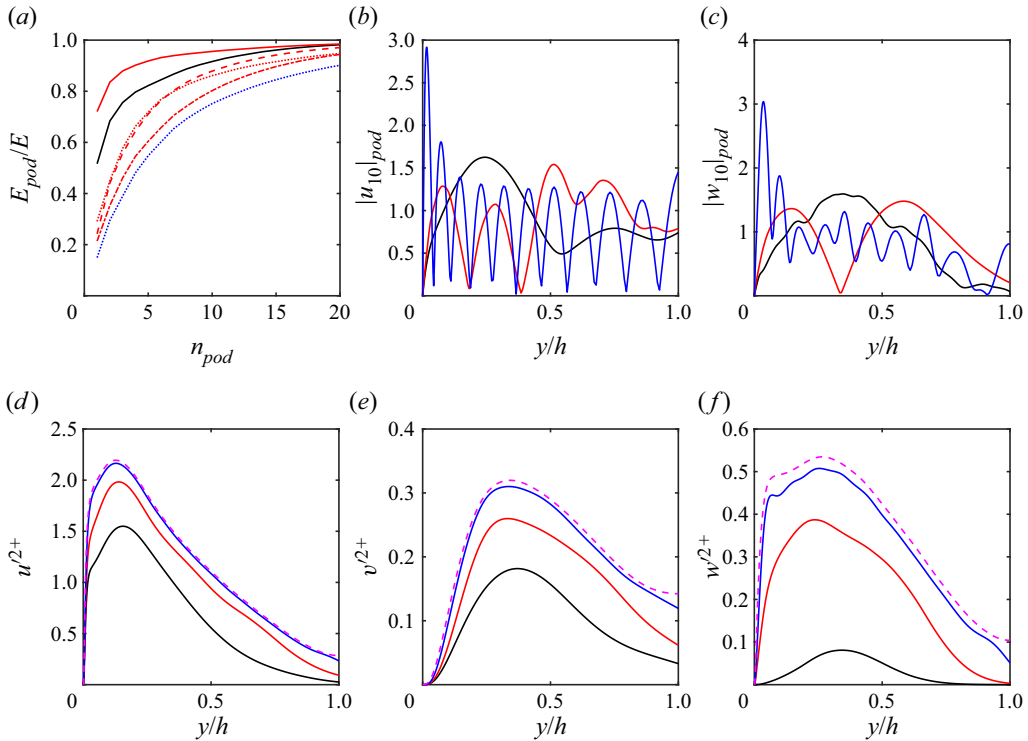 (a) (b) (c)
1.0 0.8 0.6 0.4 0.2
E_pod/E
5 10 15 20
n_pod
3.0 2.5 2.0 1.5 1.0 0.5
|u_10|_pod
0 0.5 1.0
y/h
4 3 2 1
|w_10|_pod
0 0.5 1.0
y/h
(d) (e) (f)
2.5 2.0 1.5 1.0 0.5
u′²⁺
0 0.5 1.0
y/h
0.4 0.3 0.2 0.1
v′²⁺
0 0.5 1.0
y/h
0.6 0.5 0.4 0.3 0.2 0.1
w′²⁺
0 0.5 1.0
y/h